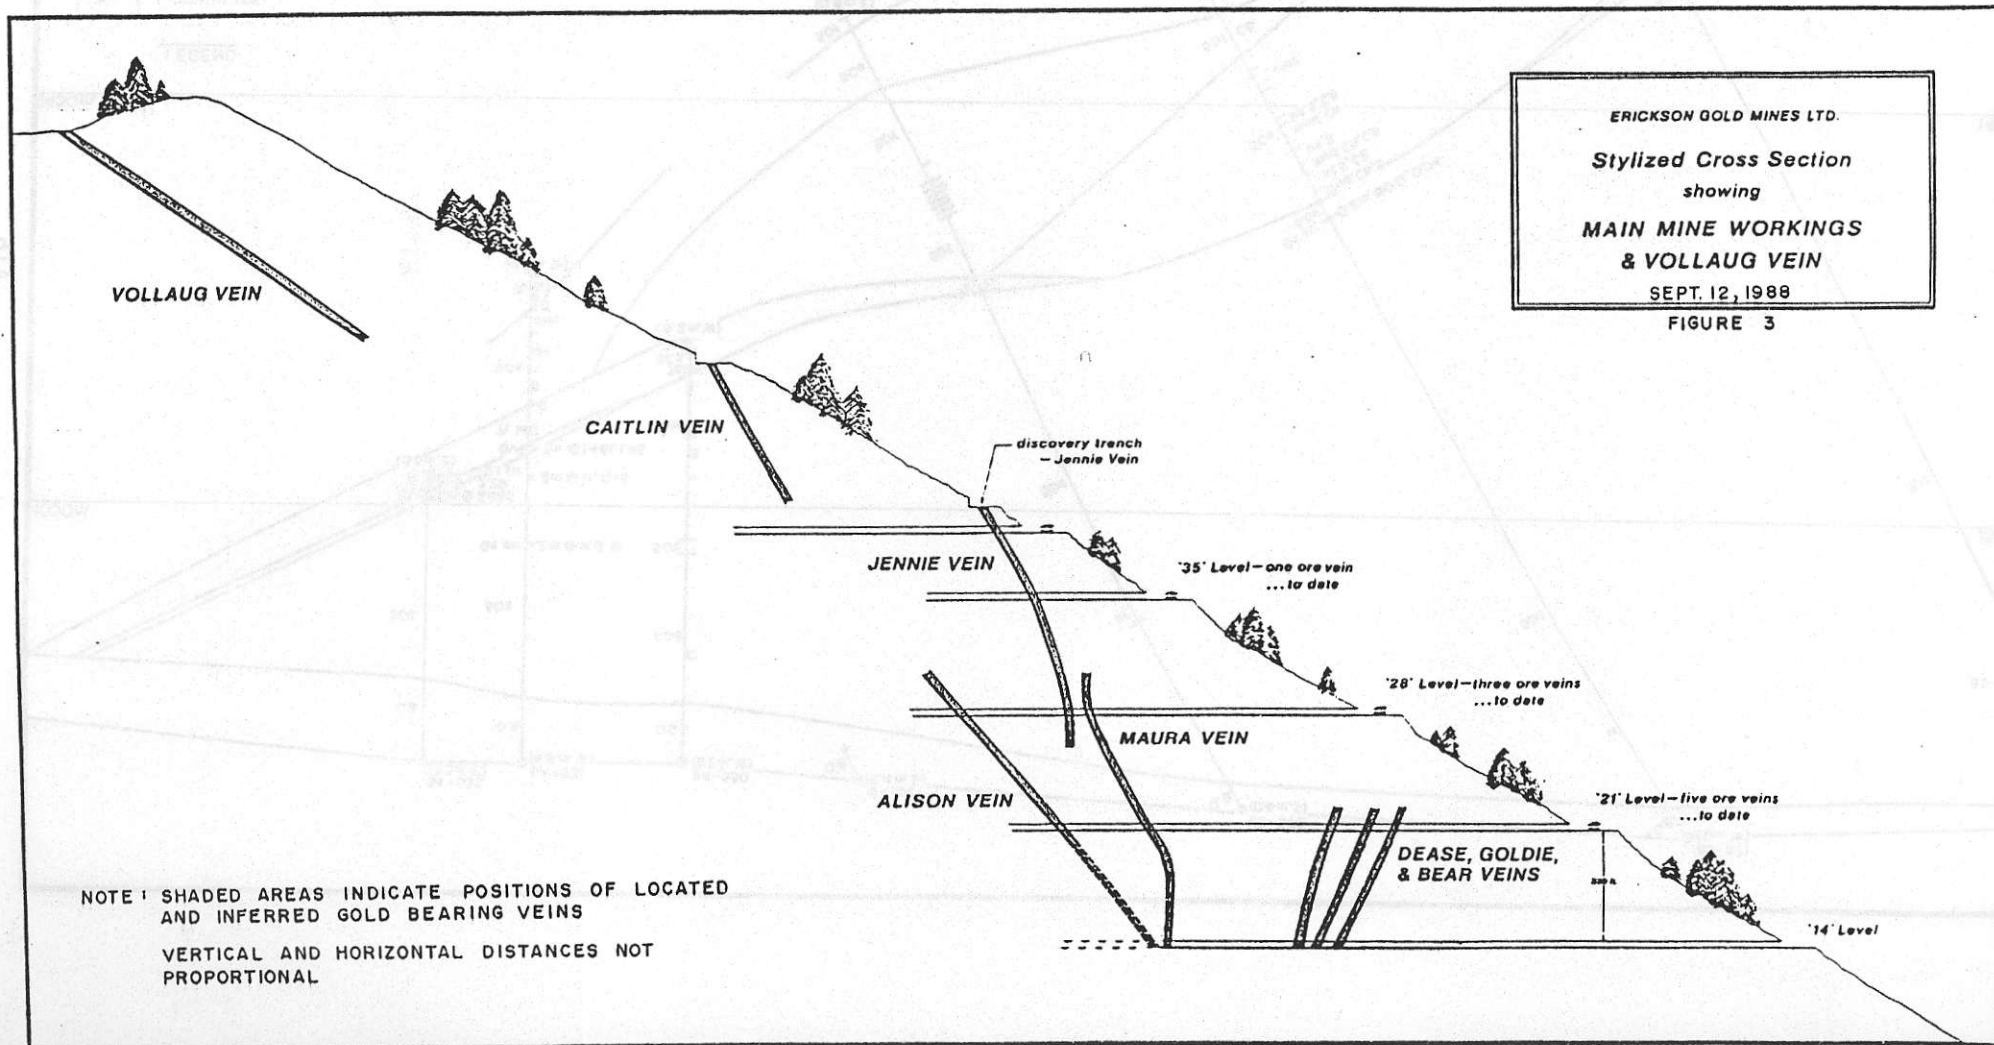 ERICKSON GOLD MINES LTD.
Stylized Cross Section
showing
MAIN MINE WORKINGS
& VOLLAUG VEIN
SEPT. 12, 1988
FIGURE 3
VOLLAUG VEIN
CAITLIN VEIN
discovery trench
– Jennie Vein
JENNIE VEIN
'35' Level – one ore vein
...to date
'28' Level – three ore veins
...to date
MAURA VEIN
ALISON VEIN
'21' Level – five ore veins
...to date
DEASE, GOLDIE,
& BEAR VEINS
'14' Level
NOTE : SHADED AREAS INDICATE POSITIONS OF LOCATED
AND INFERRED GOLD BEARING VEINS
VERTICAL AND HORIZONTAL DISTANCES NOT
PROPORTIONAL